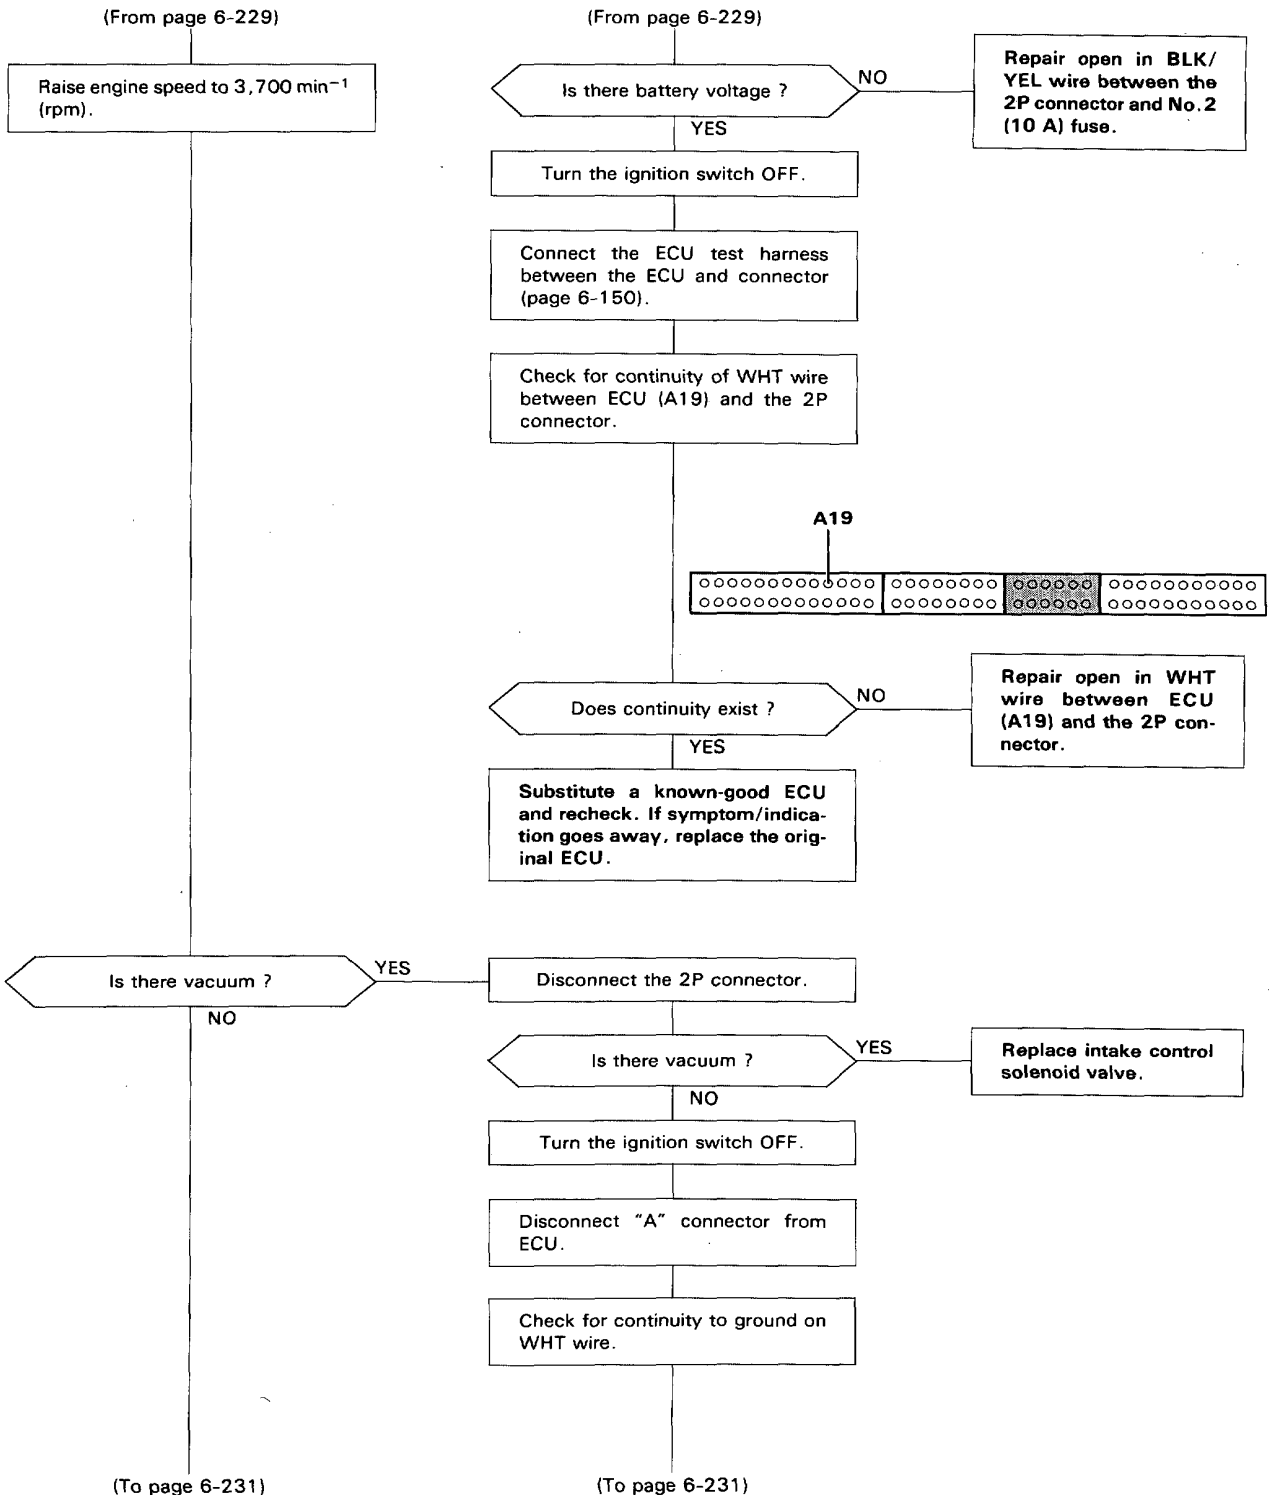 (From page 6-229)
Raise engine speed to 3,700 min⁻¹
(rpm).
(From page 6-229)
Is there battery voltage ?
NO
Repair open in BLK/
YEL wire between the
2P connector and No.2
(10 A) fuse.
YES
Turn the ignition switch OFF.
Connect the ECU test harness
between the ECU and connector
(page 6-150).
Check for continuity of WHT wire
between ECU (A19) and the 2P
connector.
A19
Does continuity exist ?
NO
Repair open in WHT
wire between ECU
(A19) and the 2P con-
nector.
YES
Substitute a known-good ECU
and recheck. If symptom/indica-
tion goes away, replace the orig-
inal ECU.
Is there vacuum ?
YES
NO
Disconnect the 2P connector.
Is there vacuum ?
YES
Replace intake control
solenoid valve.
NO
Turn the ignition switch OFF.
Disconnect "A" connector from
ECU.
Check for continuity to ground on
WHT wire.
(To page 6-231)
(To page 6-231)